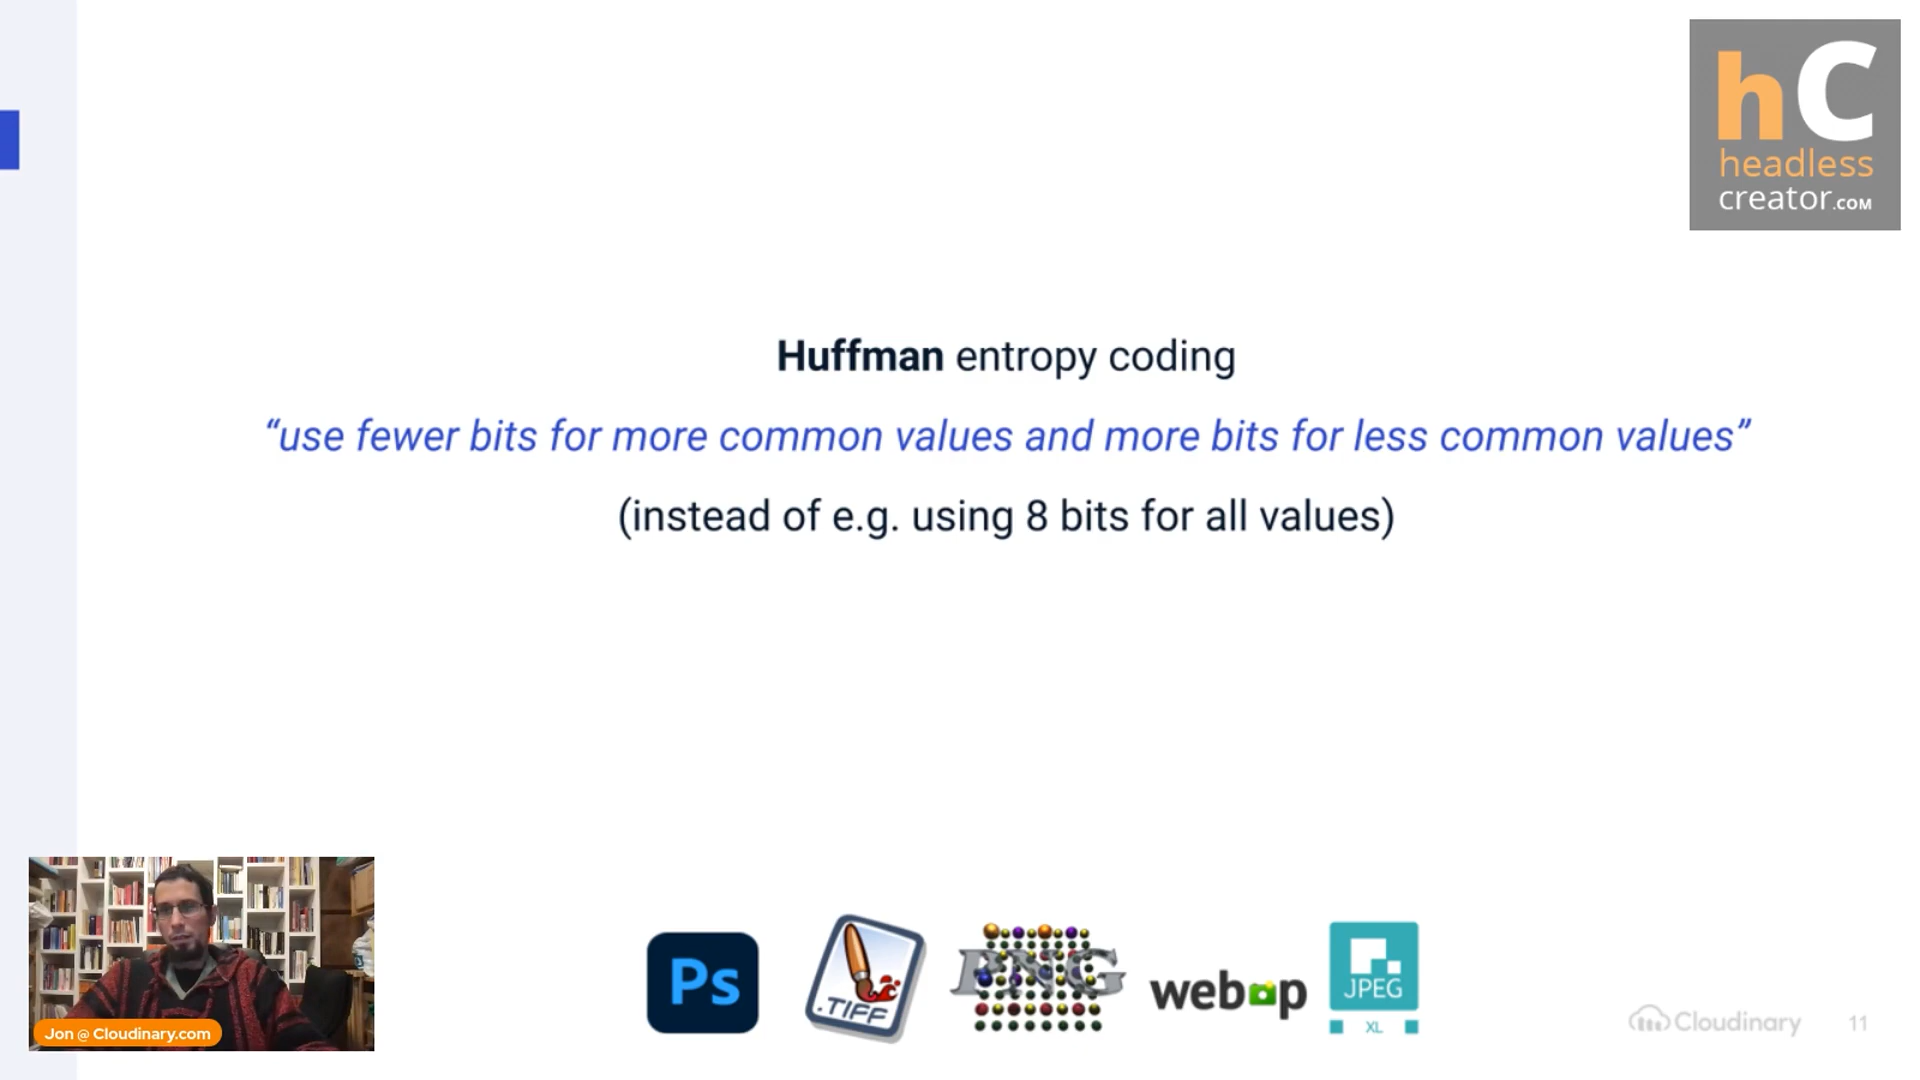 hC
headless
creator.COM
Huffman entropy coding
“use fewer bits for more common values and more bits for less common values”
(instead of e.g. using 8 bits for all values)
Jon @ Cloudinary.com
Ps
.TIFF
PNG
webp
JPEG
XL
Cloudinary
11